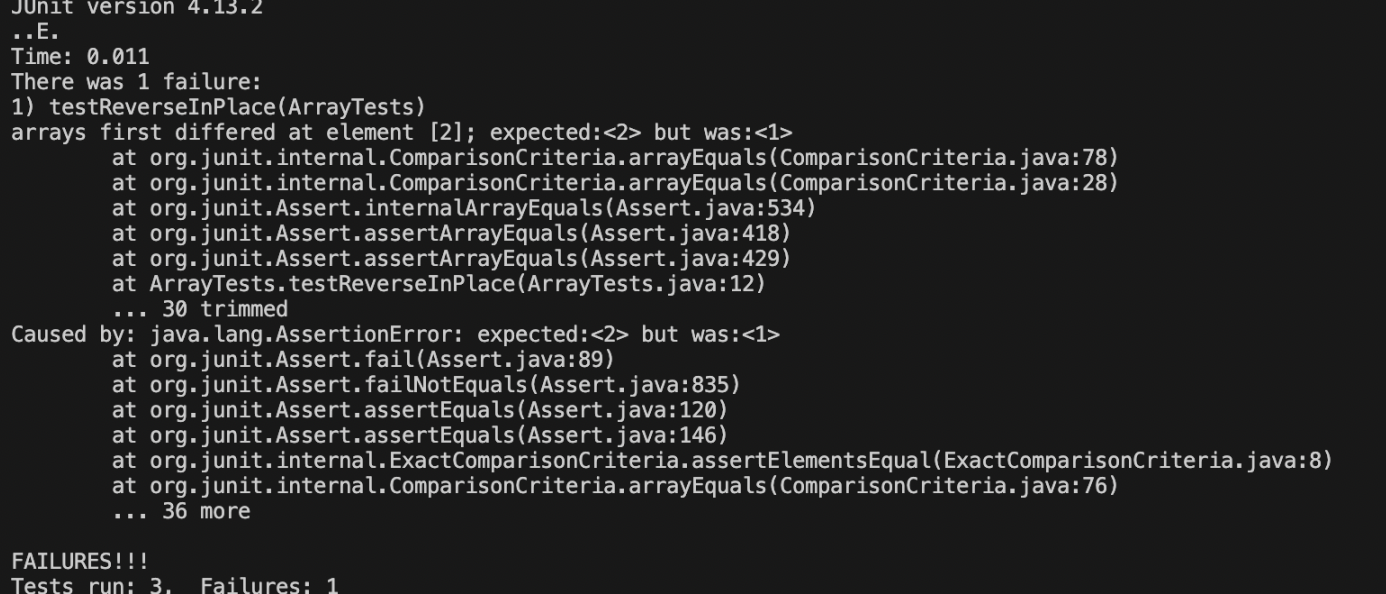 JUnit version 4.13.2
..E.
Time: 0.011
There was 1 failure:
1) testReverseInPlace(ArrayTests)
arrays first differed at element [2]; expected:<2> but was:<1>
        at org.junit.internal.ComparisonCriteria.arrayEquals(ComparisonCriteria.java:78)
        at org.junit.internal.ComparisonCriteria.arrayEquals(ComparisonCriteria.java:28)
        at org.junit.Assert.internalArrayEquals(Assert.java:534)
        at org.junit.Assert.assertArrayEquals(Assert.java:418)
        at org.junit.Assert.assertArrayEquals(Assert.java:429)
        at ArrayTests.testReverseInPlace(ArrayTests.java:12)
        ... 30 trimmed
Caused by: java.lang.AssertionError: expected:<2> but was:<1>
        at org.junit.Assert.fail(Assert.java:89)
        at org.junit.Assert.failNotEquals(Assert.java:835)
        at org.junit.Assert.assertEquals(Assert.java:120)
        at org.junit.Assert.assertEquals(Assert.java:146)
        at org.junit.internal.ExactComparisonCriteria.assertElementsEqual(ExactComparisonCriteria.java:8)
        at org.junit.internal.ComparisonCriteria.arrayEquals(ComparisonCriteria.java:76)
        ... 36 more

FAILURES!!!
Tests run: 3,  Failures: 1